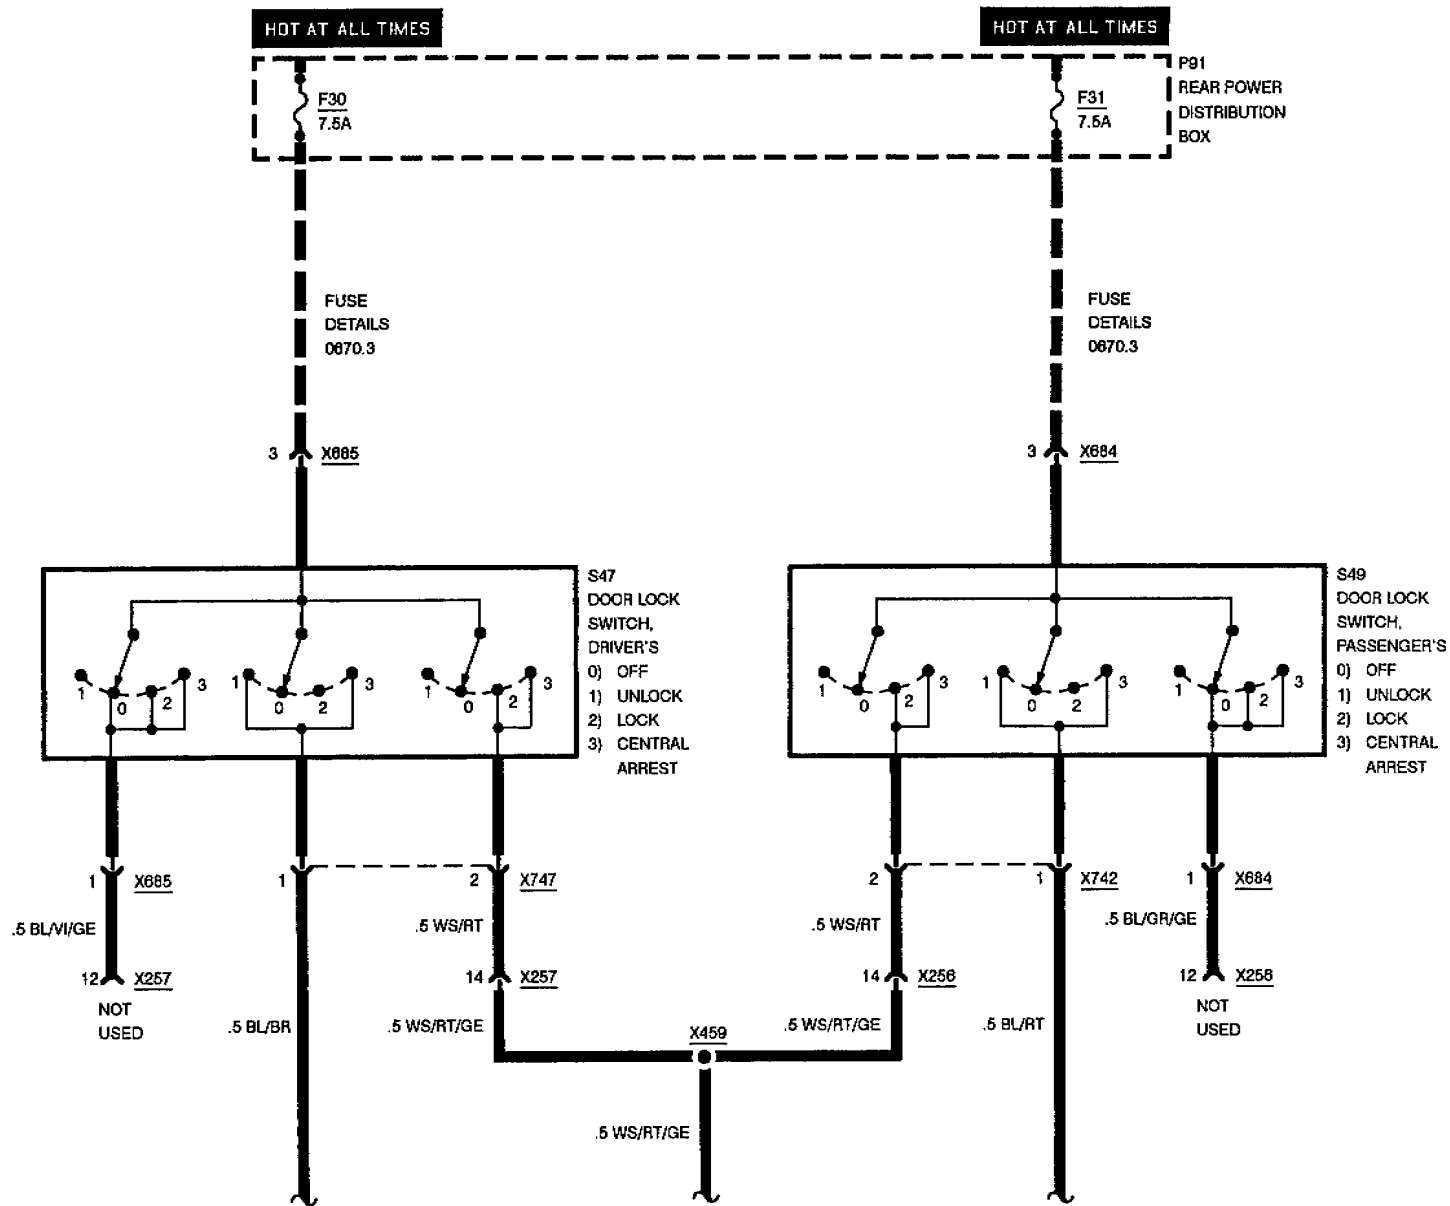 HOT AT ALL TIMES
HOT AT ALL TIMES
P91
REAR POWER
DISTRIBUTION
BOX
F30
7.5A
F31
7.5A
FUSE
DETAILS
0670.3
FUSE
DETAILS
0670.3
3 X685
3 X684
S47
DOOR LOCK
SWITCH,
DRIVER'S
0) OFF
1) UNLOCK
2) LOCK
3) CENTRAL
ARREST
1 0 2 3
1 0 2 3
1 0 2 3
S49
DOOR LOCK
SWITCH,
PASSENGER'S
0) OFF
1) UNLOCK
2) LOCK
3) CENTRAL
ARREST
1 0 2 3
1 0 2 3
1 0 2 3
1 X685
1
2 X747
2
1 X742
1 X684
.5 BL/VI/GE
.5 WS/RT
.5 WS/RT
.5 BL/GR/GE
12 X257
14 X257
14 X256
12 X256
NOT
USED
NOT
USED
.5 BL/BR
.5 WS/RT/GE
X459
.5 WS/RT/GE
.5 BL/RT
.5 WS/RT/GE